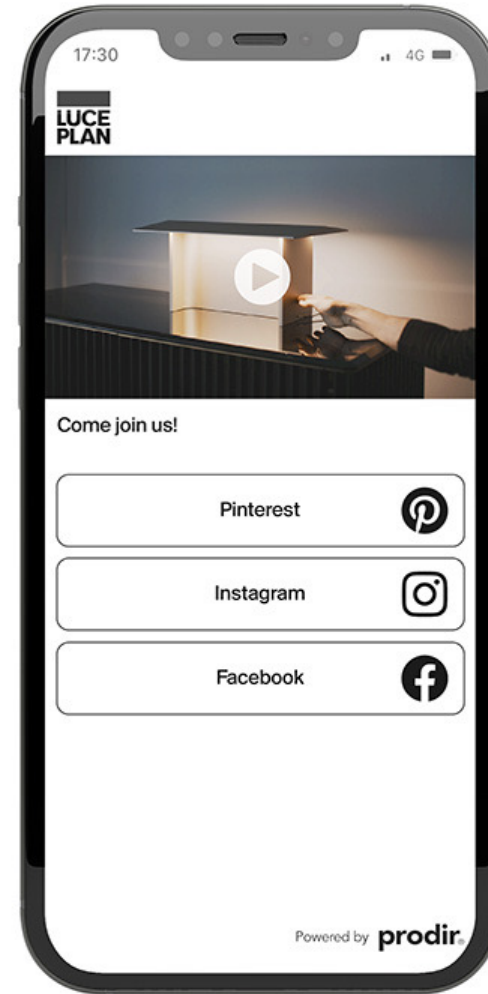 17:30 4G
LUCE
PLAN
Come join us!
Pinterest
Instagram
Facebook
Powered by prodir®